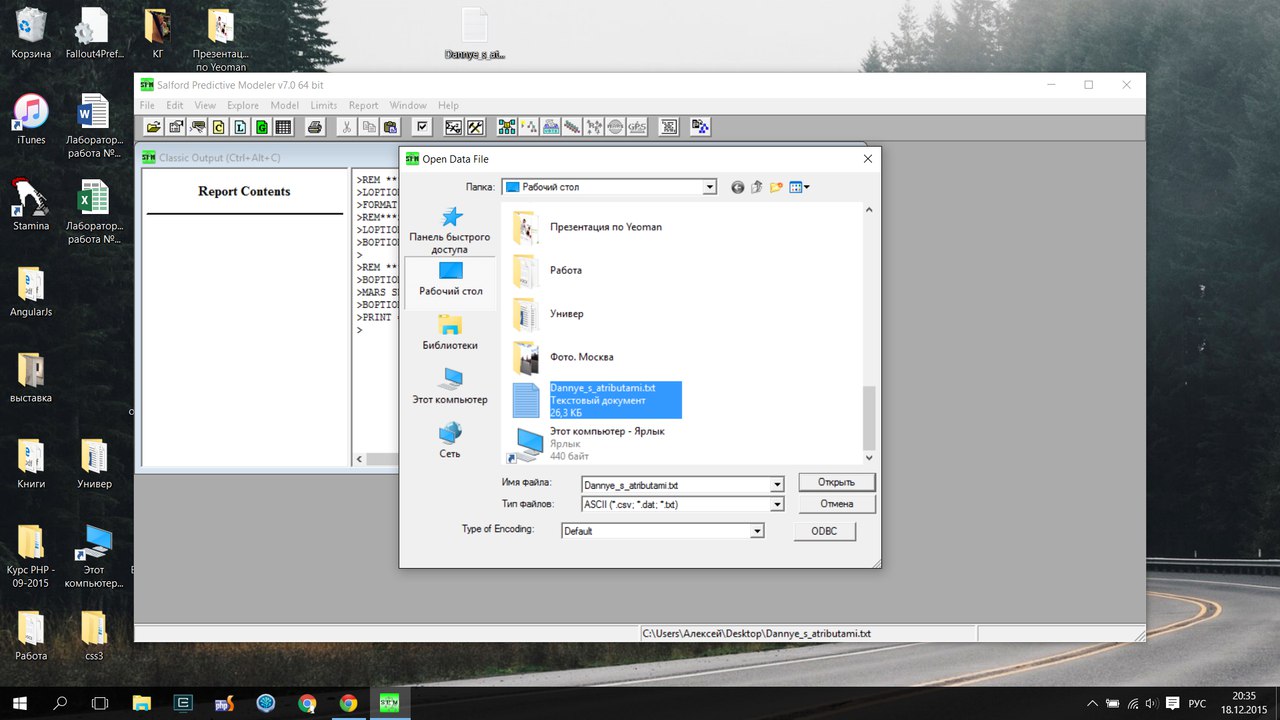 Корзина
Fallout4Pref...
КГ
Презентац...
по Yeoman
Dannye_s_at...
Salford Predictive Modeler v7.0 64 bit
File Edit View Explore Model Limits Report Window Help
iTunes
Лаборатор...
работа №...
Stamina
Лаборатор...
работа №...
AngularJs
выставка
Книги
Универ
Курс PHP -
09-2015
Этот
компьютер...
Работа
css3
Classic Output (Ctrl+Alt+C)
Report Contents
>REM **
>LOPTIO
>FORMAT
>REM***
>LOPTIO
>BOPTIO
>
>REM **
>BOPTIO
>MARS S
>BOPTIO
>PRINT
>
Open Data File
Папка:
Рабочий стол
Панель быстрого
доступа
Рабочий стол
Библиотеки
Этот компьютер
Сеть
Презентация по Yeoman
Работа
Универ
Фото. Москва
Dannye_s_atributami.txt
Текстовый документ
26,3 КБ
Этот компьютер - Ярлык
Ярлык
440 байт
Имя файла:
Dannye_s_atributami.txt
Открыть
Тип файлов:
ASCII (*.csv; *.dat; *.txt)
Отмена
Type of Encoding:
Default
ODBC
C:\Users\Алексей\Desktop\Dannye_s_atributami.txt
РУС
20:35
18.12.2015